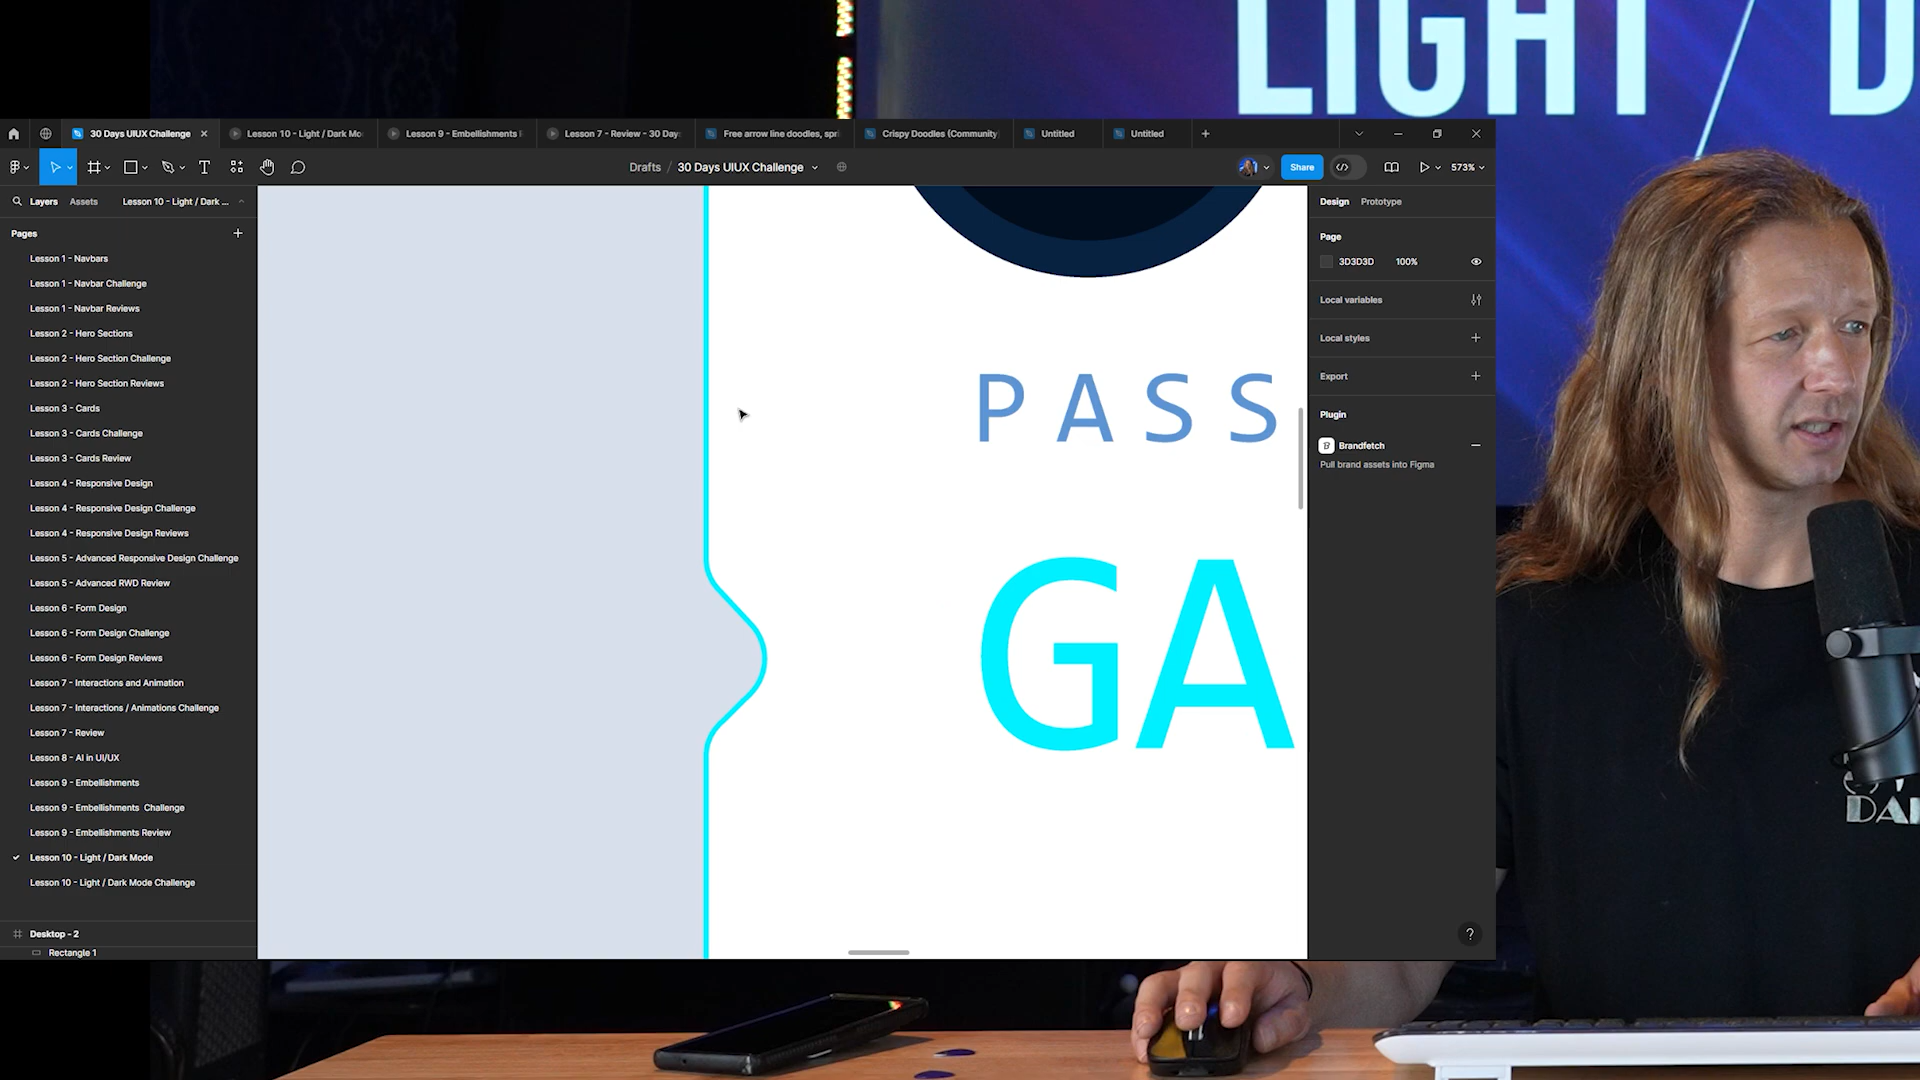 LIGHT / D
30 Days UIUX Challenge
Lesson 10 - Light / Dark Mo
Lesson 9 - Embellishments
Lesson 7 - Review - 30 Day
Free arrow line doodles, spri
Crispy Doodles (Community
Untitled
Untitled
Drafts / 30 Days UIUX Challenge
Share
573%
Layers
Assets
Lesson 10 - Light / Dark ...
Pages
Lesson 1 - Navbars
Lesson 1 - Navbar Challenge
Lesson 1 - Navbar Reviews
Lesson 2 - Hero Sections
Lesson 2 - Hero Section Challenge
Lesson 2 - Hero Section Reviews
Lesson 3 - Cards
Lesson 3 - Cards Challenge
Lesson 3 - Cards Review
Lesson 4 - Responsive Design
Lesson 4 - Responsive Design Challenge
Lesson 4 - Responsive Design Reviews
Lesson 5 - Advanced Responsive Design Challenge
Lesson 5 - Advanced RWD Review
Lesson 6 - Form Design
Lesson 6 - Form Design Challenge
Lesson 6 - Form Design Reviews
Lesson 7 - Interactions and Animation
Lesson 7 - Interactions / Animations Challenge
Lesson 7 - Review
Lesson 8 - AI in UI/UX
Lesson 9 - Embellishments
Lesson 9 - Embellishments Challenge
Lesson 9 - Embellishments Review
Lesson 10 - Light / Dark Mode
Lesson 10 - Light / Dark Mode Challenge
Desktop - 2
Rectangle 1
PASS
GA
Design
Prototype
Page
3D3D3D
100%
Local variables
Local styles
Export
Plugin
Brandfetch
Pull brand assets into Figma
?
DAR